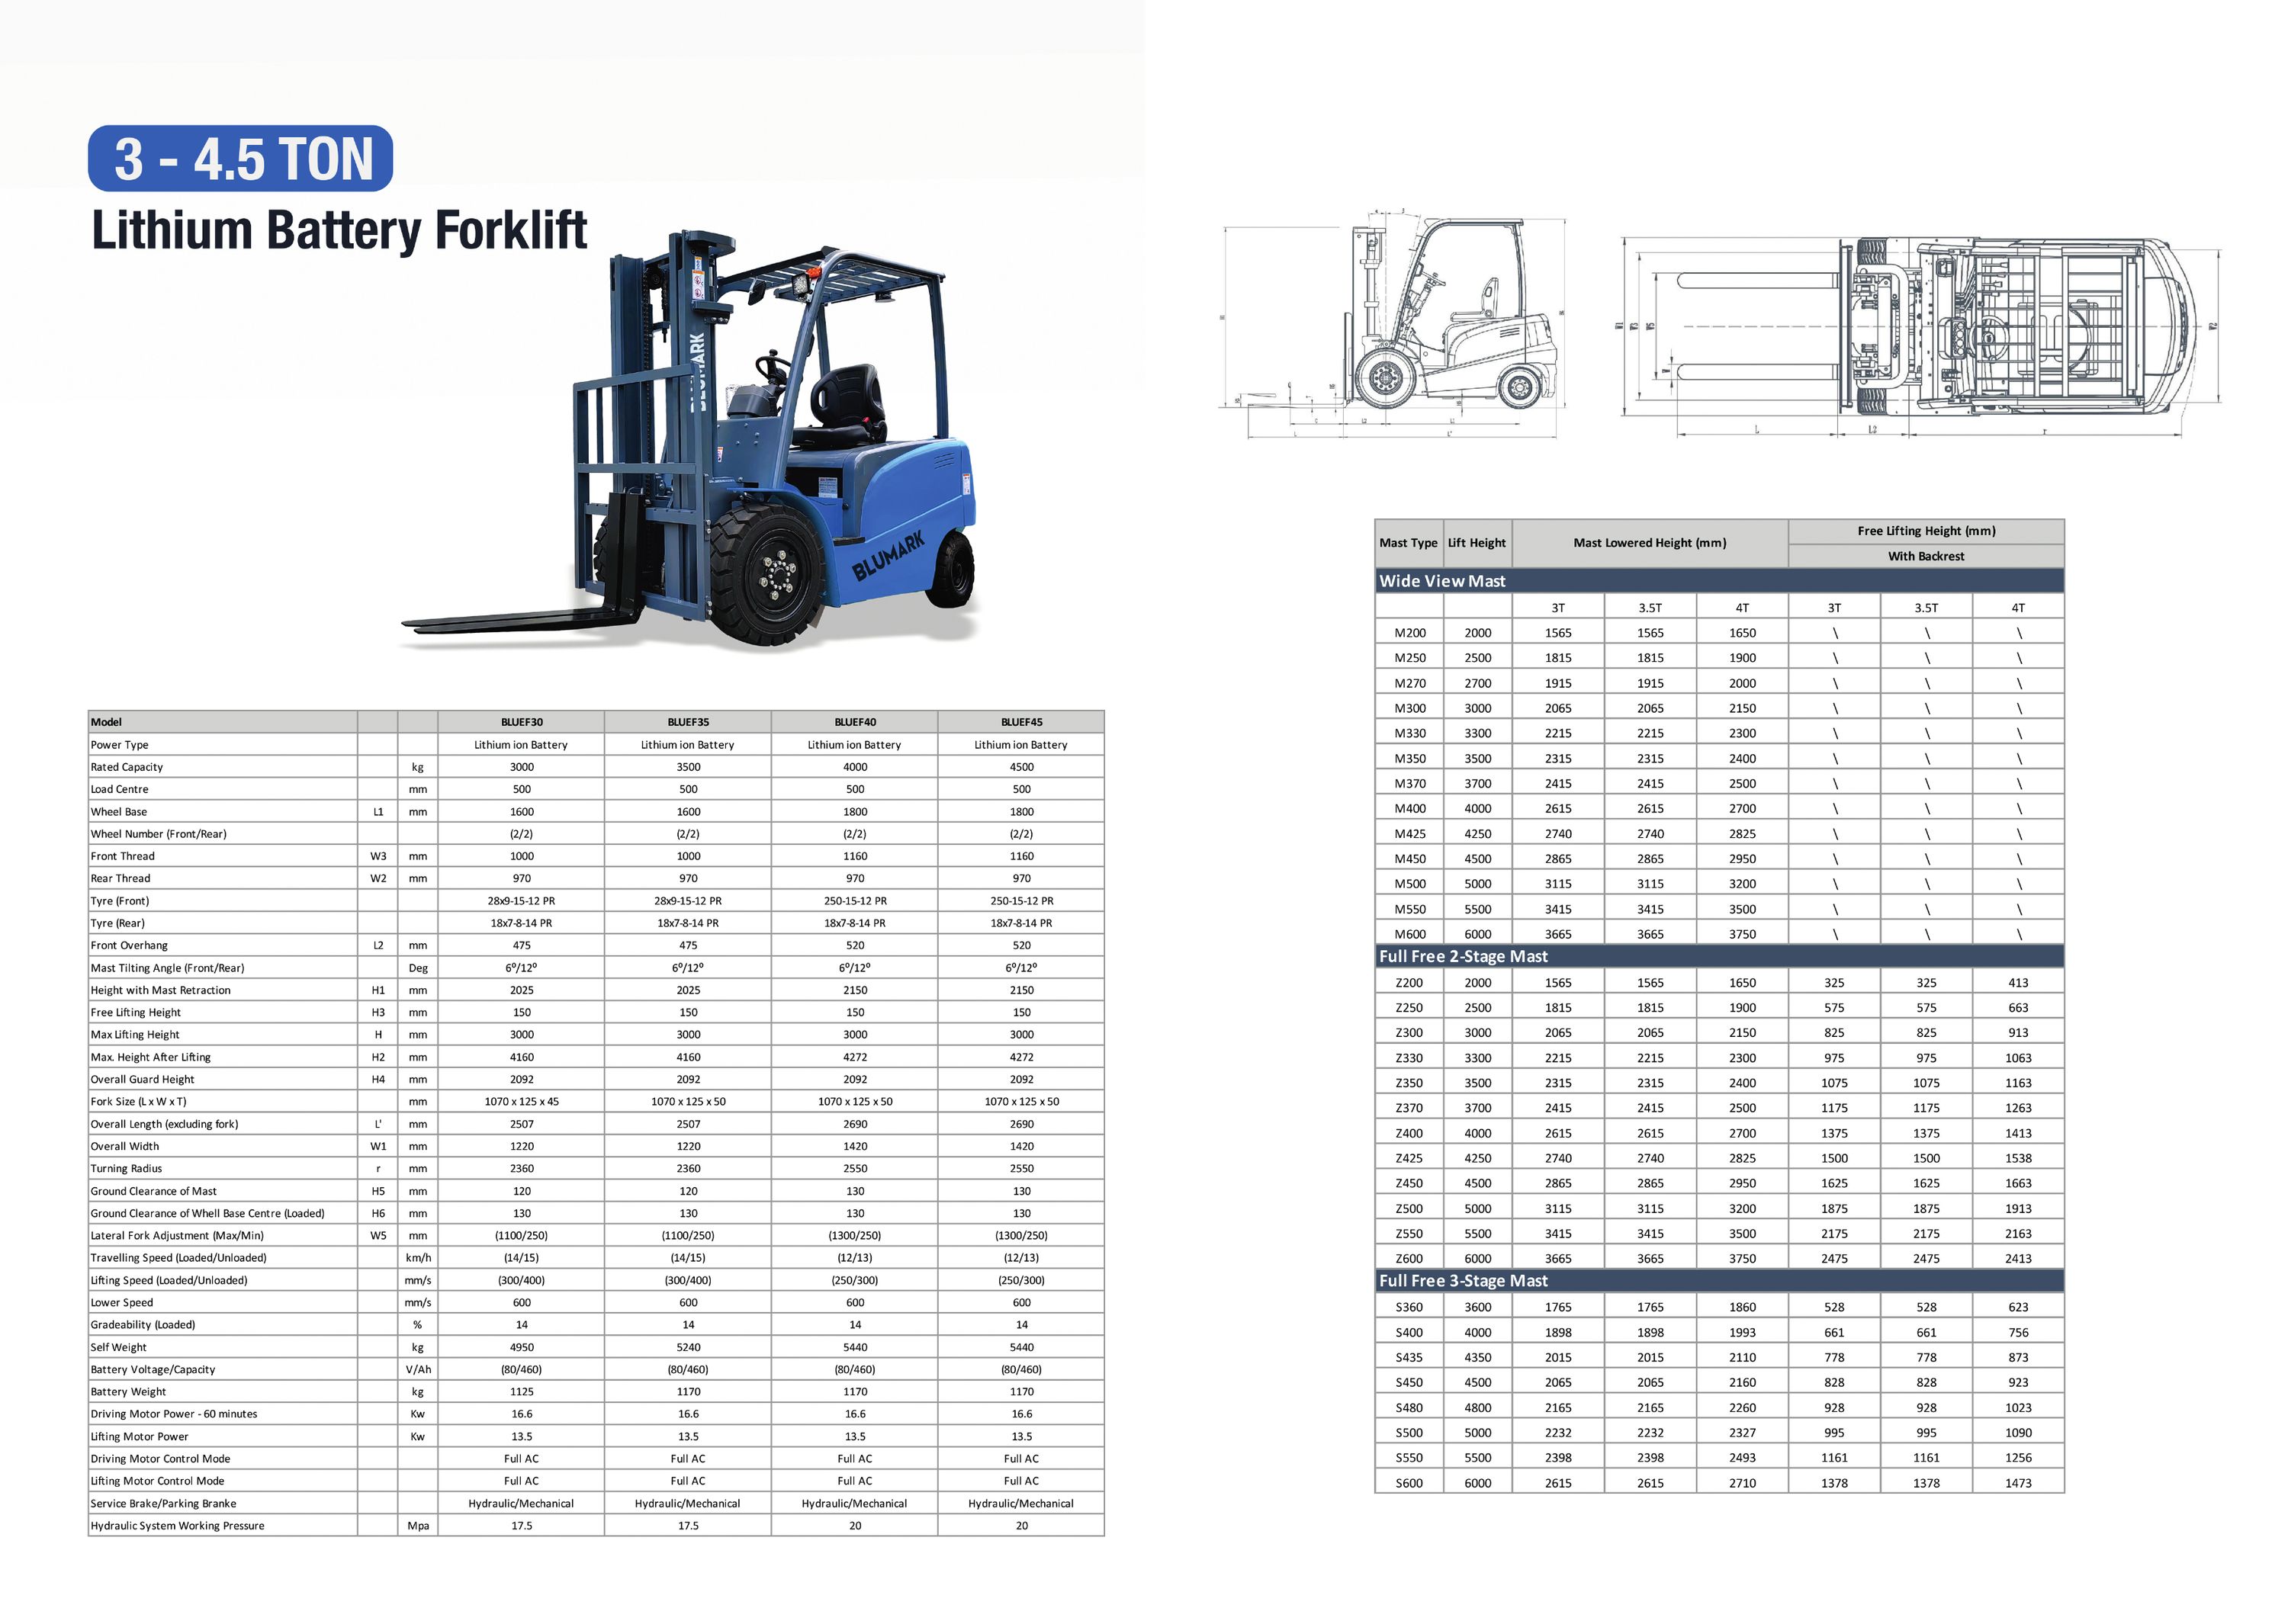 3 - 4.5 TON
Lithium Battery Forklift
BLUMARK
BLUMARK
Model BLUEF30 BLUEF35 BLUEF40 BLUEF45
Power Type Lithium ion Battery Lithium ion Battery Lithium ion Battery Lithium ion Battery
Rated Capacity kg 3000 3500 4000 4500
Load Centre mm 500 500 500 500
Wheel Base L1 mm 1600 1600 1800 1800
Wheel Number (Front/Rear) (2/2) (2/2) (2/2) (2/2)
Front Thread W3 mm 1000 1000 1160 1160
Rear Thread W2 mm 970 970 970 970
Tyre (Front) 28x9-15-12 PR 28x9-15-12 PR 250-15-12 PR 250-15-12 PR
Tyre (Rear) 18x7-8-14 PR 18x7-8-14 PR 18x7-8-14 PR 18x7-8-14 PR
Front Overhang L2 mm 475 475 520 520
Mast Tilting Angle (Front/Rear) Deg 6⁰/12⁰ 6⁰/12⁰ 6⁰/12⁰ 6⁰/12⁰
Height with Mast Retraction H1 mm 2025 2025 2150 2150
Free Lifting Height H3 mm 150 150 150 150
Max Lifting Height H mm 3000 3000 3000 3000
Max. Height After Lifting H2 mm 4160 4160 4272 4272
Overall Guard Height H4 mm 2092 2092 2092 2092
Fork Size (L x W x T) mm 1070 x 125 x 45 1070 x 125 x 50 1070 x 125 x 50 1070 x 125 x 50
Overall Length (excluding fork) L' mm 2507 2507 2690 2690
Overall Width W1 mm 1220 1220 1420 1420
Turning Radius r mm 2360 2360 2550 2550
Ground Clearance of Mast H5 mm 120 120 130 130
Ground Clearance of Whell Base Centre (Loaded) H6 mm 130 130 130 130
Lateral Fork Adjustment (Max/Min) W5 mm (1100/250) (1100/250) (1300/250) (1300/250)
Travelling Speed (Loaded/Unloaded) km/h (14/15) (14/15) (12/13) (12/13)
Lifting Speed (Loaded/Unloaded) mm/s (300/400) (300/400) (250/300) (250/300)
Lower Speed mm/s 600 600 600 600
Gradeability (Loaded) % 14 14 14 14
Self Weight kg 4950 5240 5440 5440
Battery Voltage/Capacity V/Ah (80/460) (80/460) (80/460) (80/460)
Battery Weight kg 1125 1170 1170 1170
Driving Motor Power - 60 minutes Kw 16.6 16.6 16.6 16.6
Lifting Motor Power Kw 13.5 13.5 13.5 13.5
Driving Motor Control Mode Full AC Full AC Full AC Full AC
Lifting Motor Control Mode Full AC Full AC Full AC Full AC
Service Brake/Parking Branke Hydraulic/Mechanical Hydraulic/Mechanical Hydraulic/Mechanical Hydraulic/Mechanical
Hydraulic System Working Pressure Mpa 17.5 17.5 20 20
W1 W3 W5 W2
L L2 r
Mast Type Lift Height Mast Lowered Height (mm) Free Lifting Height (mm)
With Backrest
Wide View Mast
3T 3.5T 4T 3T 3.5T 4T
M200 2000 1565 1565 1650 \ \ \
M250 2500 1815 1815 1900 \ \ \
M270 2700 1915 1915 2000 \ \ \
M300 3000 2065 2065 2150 \ \ \
M330 3300 2215 2215 2300 \ \ \
M350 3500 2315 2315 2400 \ \ \
M370 3700 2415 2415 2500 \ \ \
M400 4000 2615 2615 2700 \ \ \
M425 4250 2740 2740 2825 \ \ \
M450 4500 2865 2865 2950 \ \ \
M500 5000 3115 3115 3200 \ \ \
M550 5500 3415 3415 3500 \ \ \
M600 6000 3665 3665 3750 \ \ \
Full Free 2-Stage Mast
Z200 2000 1565 1565 1650 325 325 413
Z250 2500 1815 1815 1900 575 575 663
Z300 3000 2065 2065 2150 825 825 913
Z330 3300 2215 2215 2300 975 975 1063
Z350 3500 2315 2315 2400 1075 1075 1163
Z370 3700 2415 2415 2500 1175 1175 1263
Z400 4000 2615 2615 2700 1375 1375 1413
Z425 4250 2740 2740 2825 1500 1500 1538
Z450 4500 2865 2865 2950 1625 1625 1663
Z500 5000 3115 3115 3200 1875 1875 1913
Z550 5500 3415 3415 3500 2175 2175 2163
Z600 6000 3665 3665 3750 2475 2475 2413
Full Free 3-Stage Mast
S360 3600 1765 1765 1860 528 528 623
S400 4000 1898 1898 1993 661 661 756
S435 4350 2015 2015 2110 778 778 873
S450 4500 2065 2065 2160 828 828 923
S480 4800 2165 2165 2260 928 928 1023
S500 5000 2232 2232 2327 995 995 1090
S550 5500 2398 2398 2493 1161 1161 1256
S600 6000 2615 2615 2710 1378 1378 1473